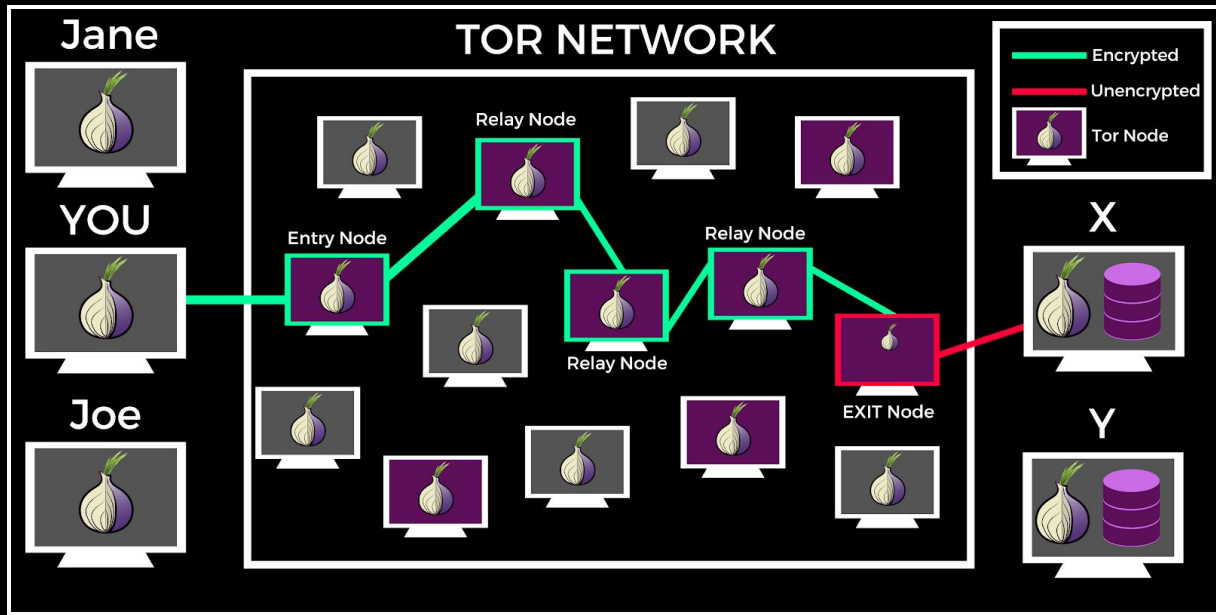 Jane
TOR NETWORK
Encrypted
Unencrypted
Tor Node
Relay Node
YOU
Entry Node
Relay Node
X
Relay Node
EXIT Node
Joe
Y